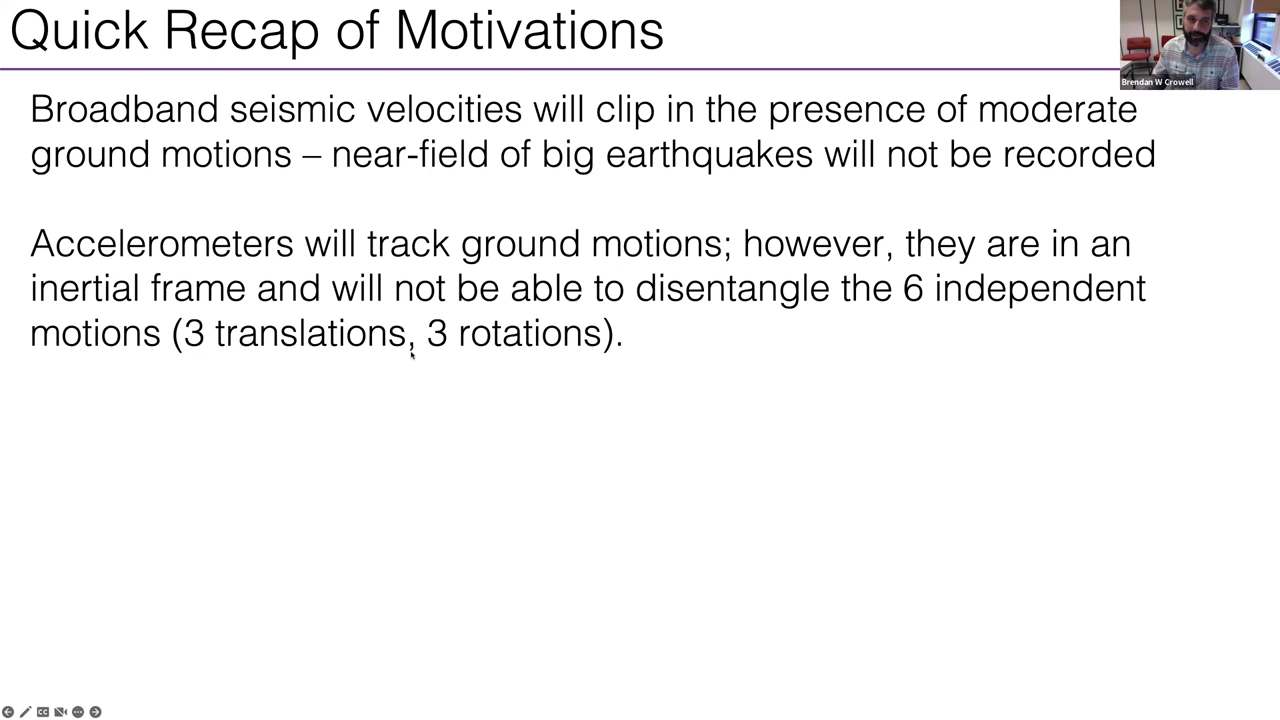 Quick Recap of Motivations
Brendan W Crowell
Broadband seismic velocities will clip in the presence of moderate
ground motions – near-field of big earthquakes will not be recorded
Accelerometers will track ground motions; however, they are in an
inertial frame and will not be able to disentangle the 6 independent
motions (3 translations, 3 rotations).
CC